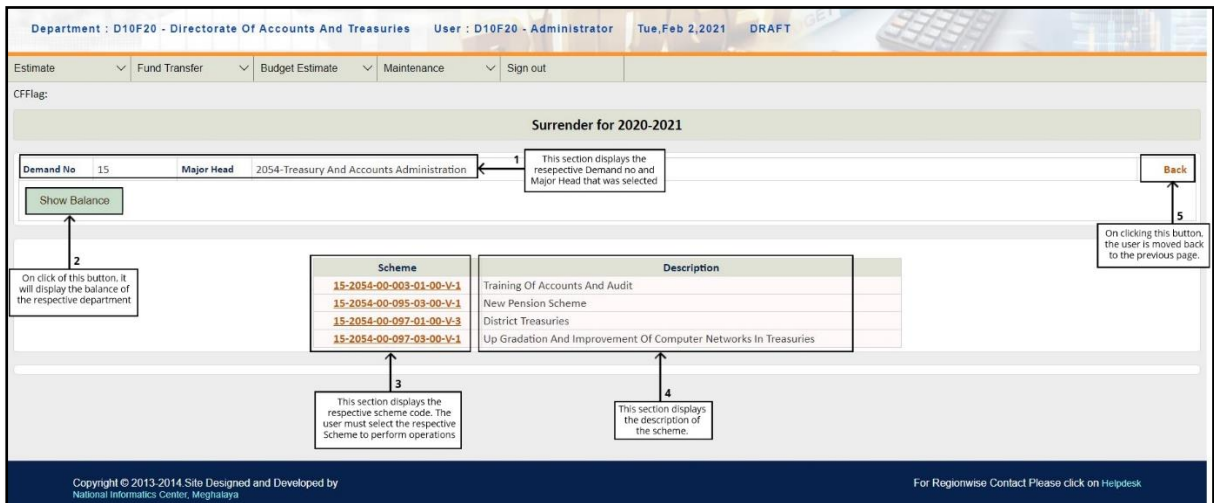 Department : D10F20 - Directorate Of Accounts And Treasuries User : D10F20 - Administrator Tue,Feb 2,2021 DRAFT
Estimate Fund Transfer Budget Estimate Maintenance Sign out
CFFlag:
Surrender for 2020-2021
Demand No 15 Major Head 2054-Treasury And Accounts Administration
1
This section displays the
resepective Demand no and
Major Head that was selected
Back
Show Balance
5
On clicking this button,
the user is moved back
to the previous page.
2
On click of this button, it
will display the balance of
the respective department
Scheme Description
15-2054-00-003-01-00-V-1 Training Of Accounts And Audit
15-2054-00-095-03-00-V-1 New Pension Scheme
15-2054-00-097-01-00-V-3 District Treasuries
15-2054-00-097-03-00-V-1 Up Gradation And Improvement Of Computer Networks In Treasuries
3
This section displays the
respective scheme code. The
user must select the respective
Scheme to perform operations
4
This section displays
the description of
the scheme.
Copyright © 2013-2014.Site Designed and Developed by
National Informatics Center, Meghalaya
For Regionwise Contact Please click on Helpdesk